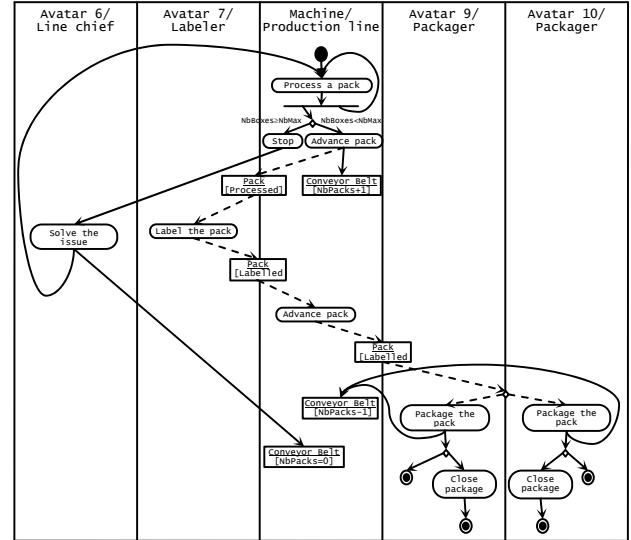 Avatar 6/
Line chief
Avatar 7/
Labeler
Machine/
Production line
Avatar 9/
Packager
Avatar 10/
Packager
Process a pack
NbBoxes≥NbMax
NbBoxes<NbMax
Stop
Advance pack
Pack
[Processed]
Conveyor Belt
[NbPacks+1]
Solve the
issue
Label the pack
Pack
[Labelled
Advance pack
Pack
[Labelled
Conveyor Belt
[NbPacks-1]
Package the
pack
Package the
pack
Conveyor Belt
[NbPacks=0]
Close
package
Close
package